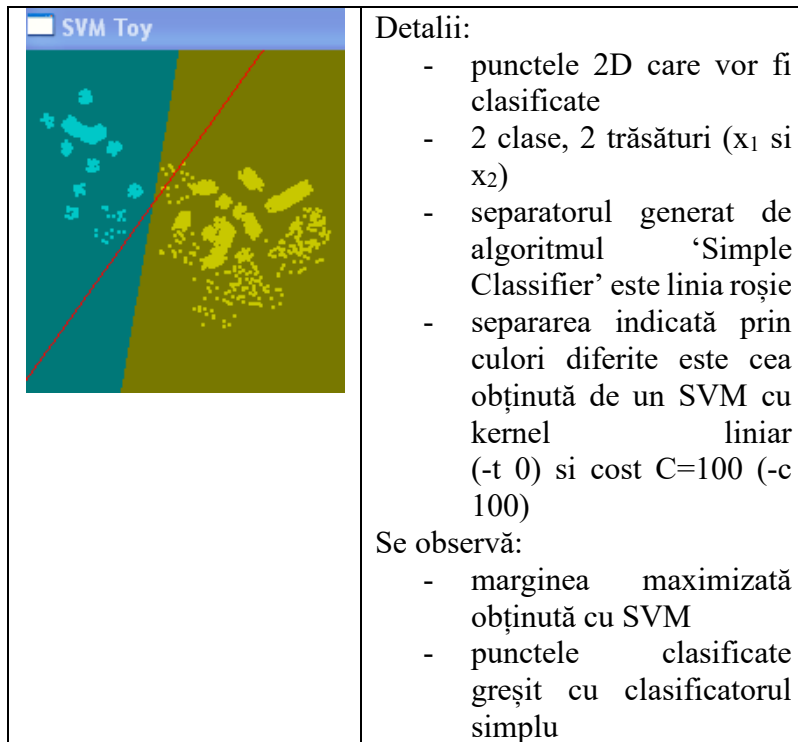 SVM Toy
Detalii:
- punctele 2D care vor fi
clasificate
- 2 clase, 2 trăsături (x₁ si
x₂)
- separatorul generat de
algoritmul ‘Simple
Classifier’ este linia roșie
- separarea indicată prin
culori diferite este cea
obținută de un SVM cu
kernel liniar
(-t 0) si cost C=100 (-c
100)
Se observă:
- marginea maximizată
obținută cu SVM
- punctele clasificate
greșit cu clasificatorul
simplu